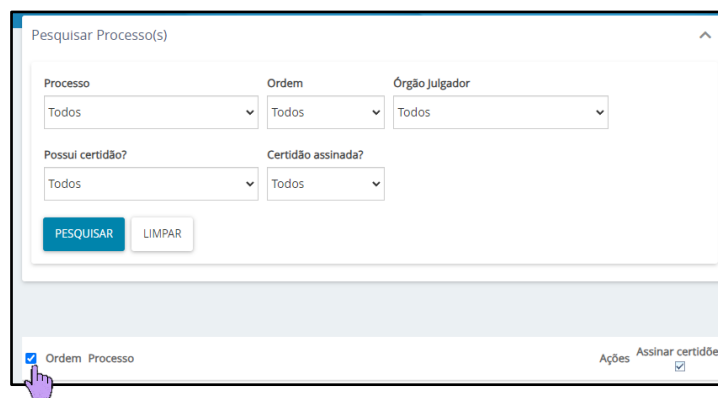 Pesquisar Processo(s)
Processo Ordem Órgão Julgador
Todos Todos Todos
Possui certidão? Certidão assinada?
Todos Todos
PESQUISAR LIMPAR
Ordem Processo Ações Assinar certidõe